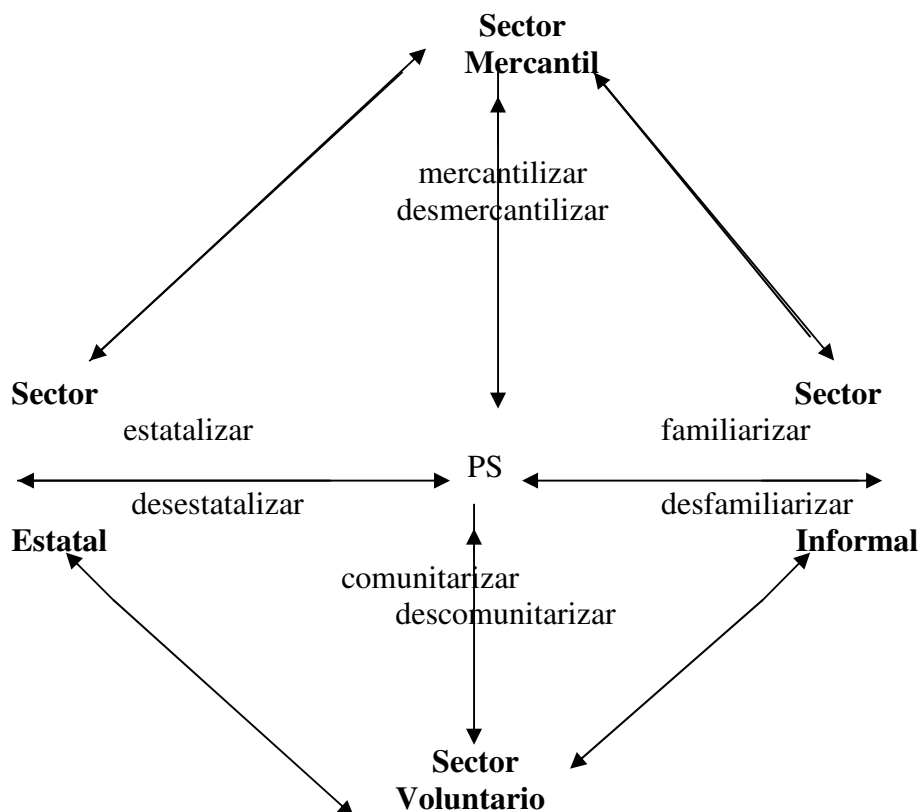 Sector
Mercantil
mercantilizar
desmercantilizar
Sector
Sector
estatalizar
familiarizar
PS
desestatalizar
desfamiliarizar
Estatal
Informal
comunitarizar
descomunitarizar
Sector
Voluntario